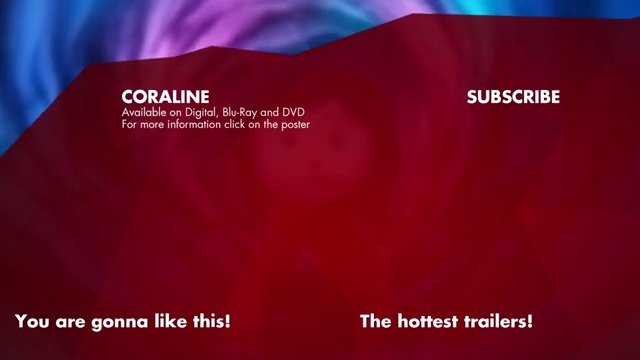 CORALINE
Available on Digital, Blu-Ray and DVD
For more information click on the poster
SUBSCRIBE
You are gonna like this!
The hottest trailers!